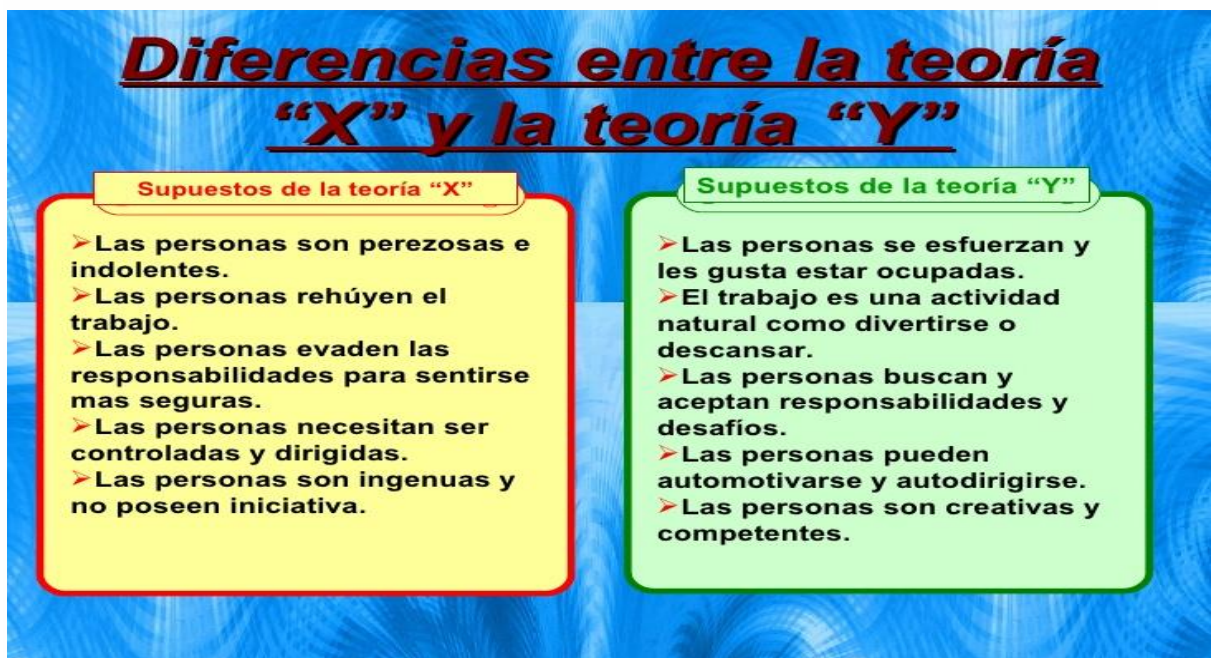 Diferencias entre la teoría
“X” y la teoría “Y”
Supuestos de la teoría “X”
➢Las personas son perezosas e
indolentes.
➢Las personas rehúyen el
trabajo.
➢Las personas evaden las
responsabilidades para sentirse
mas seguras.
➢Las personas necesitan ser
controladas y dirigidas.
➢Las personas son ingenuas y
no poseen iniciativa.
Supuestos de la teoría “Y”
➢Las personas se esfuerzan y
les gusta estar ocupadas.
➢El trabajo es una actividad
natural como divertirse o
descansar.
➢Las personas buscan y
aceptan responsabilidades y
desafíos.
➢Las personas pueden
automotivarse y autodirigirse.
➢Las personas son creativas y
competentes.